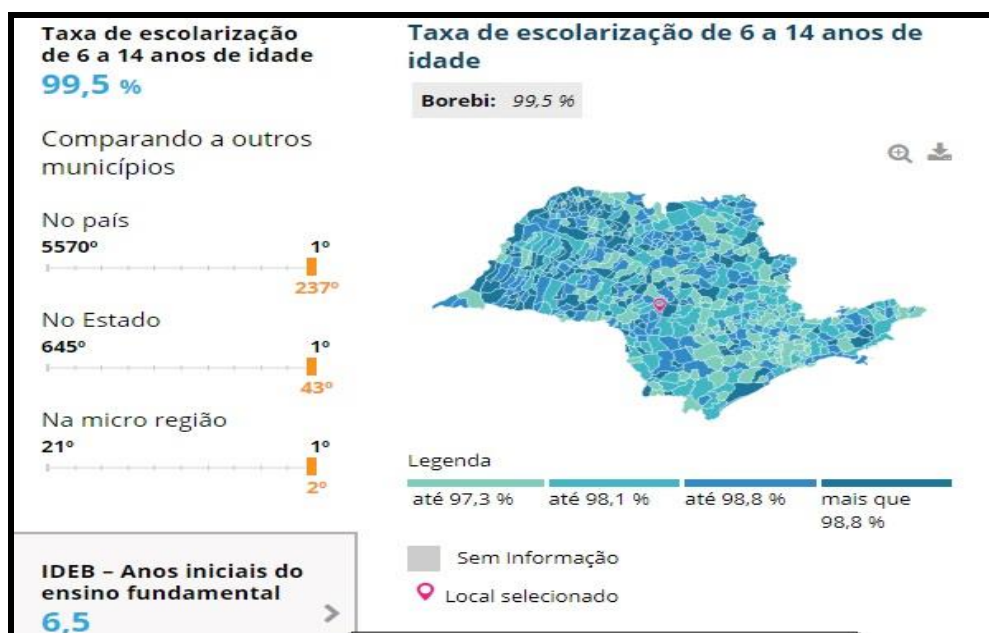 Taxa de escolarização
de 6 a 14 anos de idade
99,5 %
Comparando a outros
municípios
No país
5570º 1º
237º
No Estado
645º 1º
43º
Na micro região
21º 1º
2º
IDEB – Anos iniciais do
ensino fundamental
6,5
Taxa de escolarização de 6 a 14 anos de
idade
Borebi: 99,5 %
Legenda
até 97,3 % até 98,1 % até 98,8 % mais que
98,8 %
Sem Informação
Local selecionado